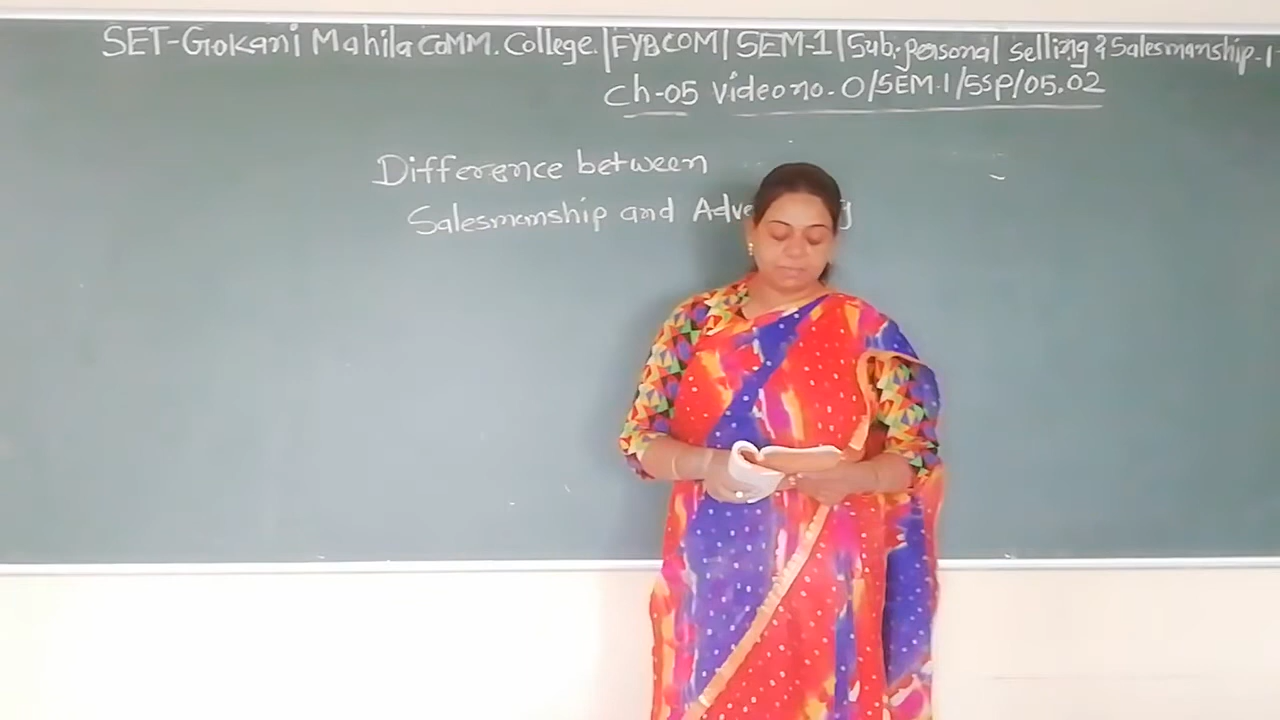 SET-Gokani Mahila COMM. College. | FYBCOM | SEM-1 | Sub. personal selling & Salesmanship.-1
Ch-05 Video no. O/SEM.1/SSP/05.02
Difference between
Salesmanship and